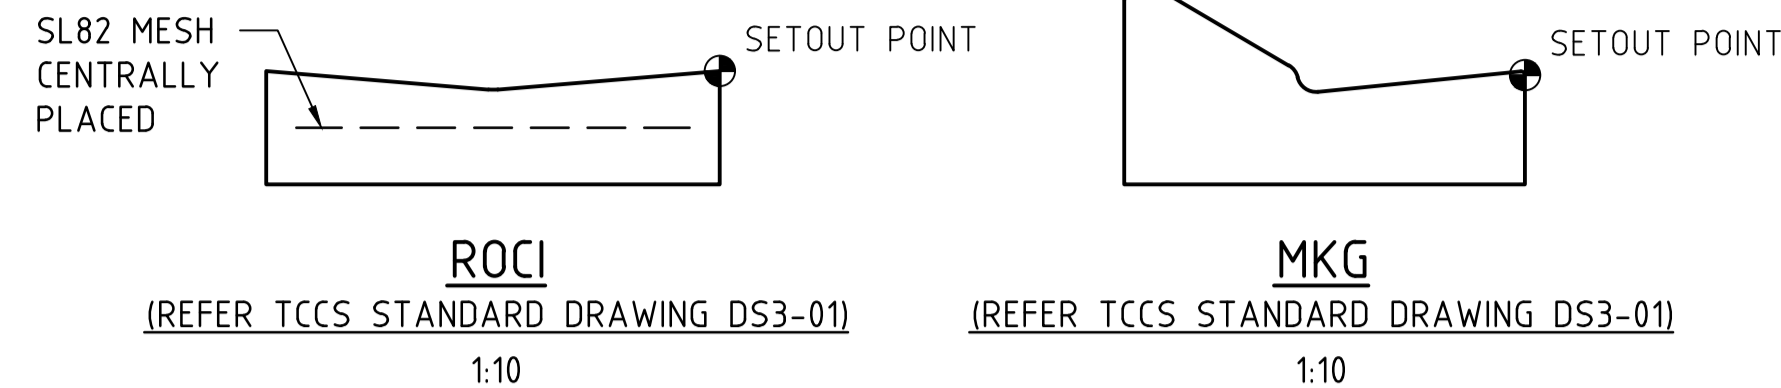 SL82 MESH
CENTRALLY
PLACED
SETOUT POINT
ROCI
(REFER TCCS STANDARD DRAWING DS3-01)
1:10
SETOUT POINT
MKG
(REFER TCCS STANDARD DRAWING DS3-01)
1:10